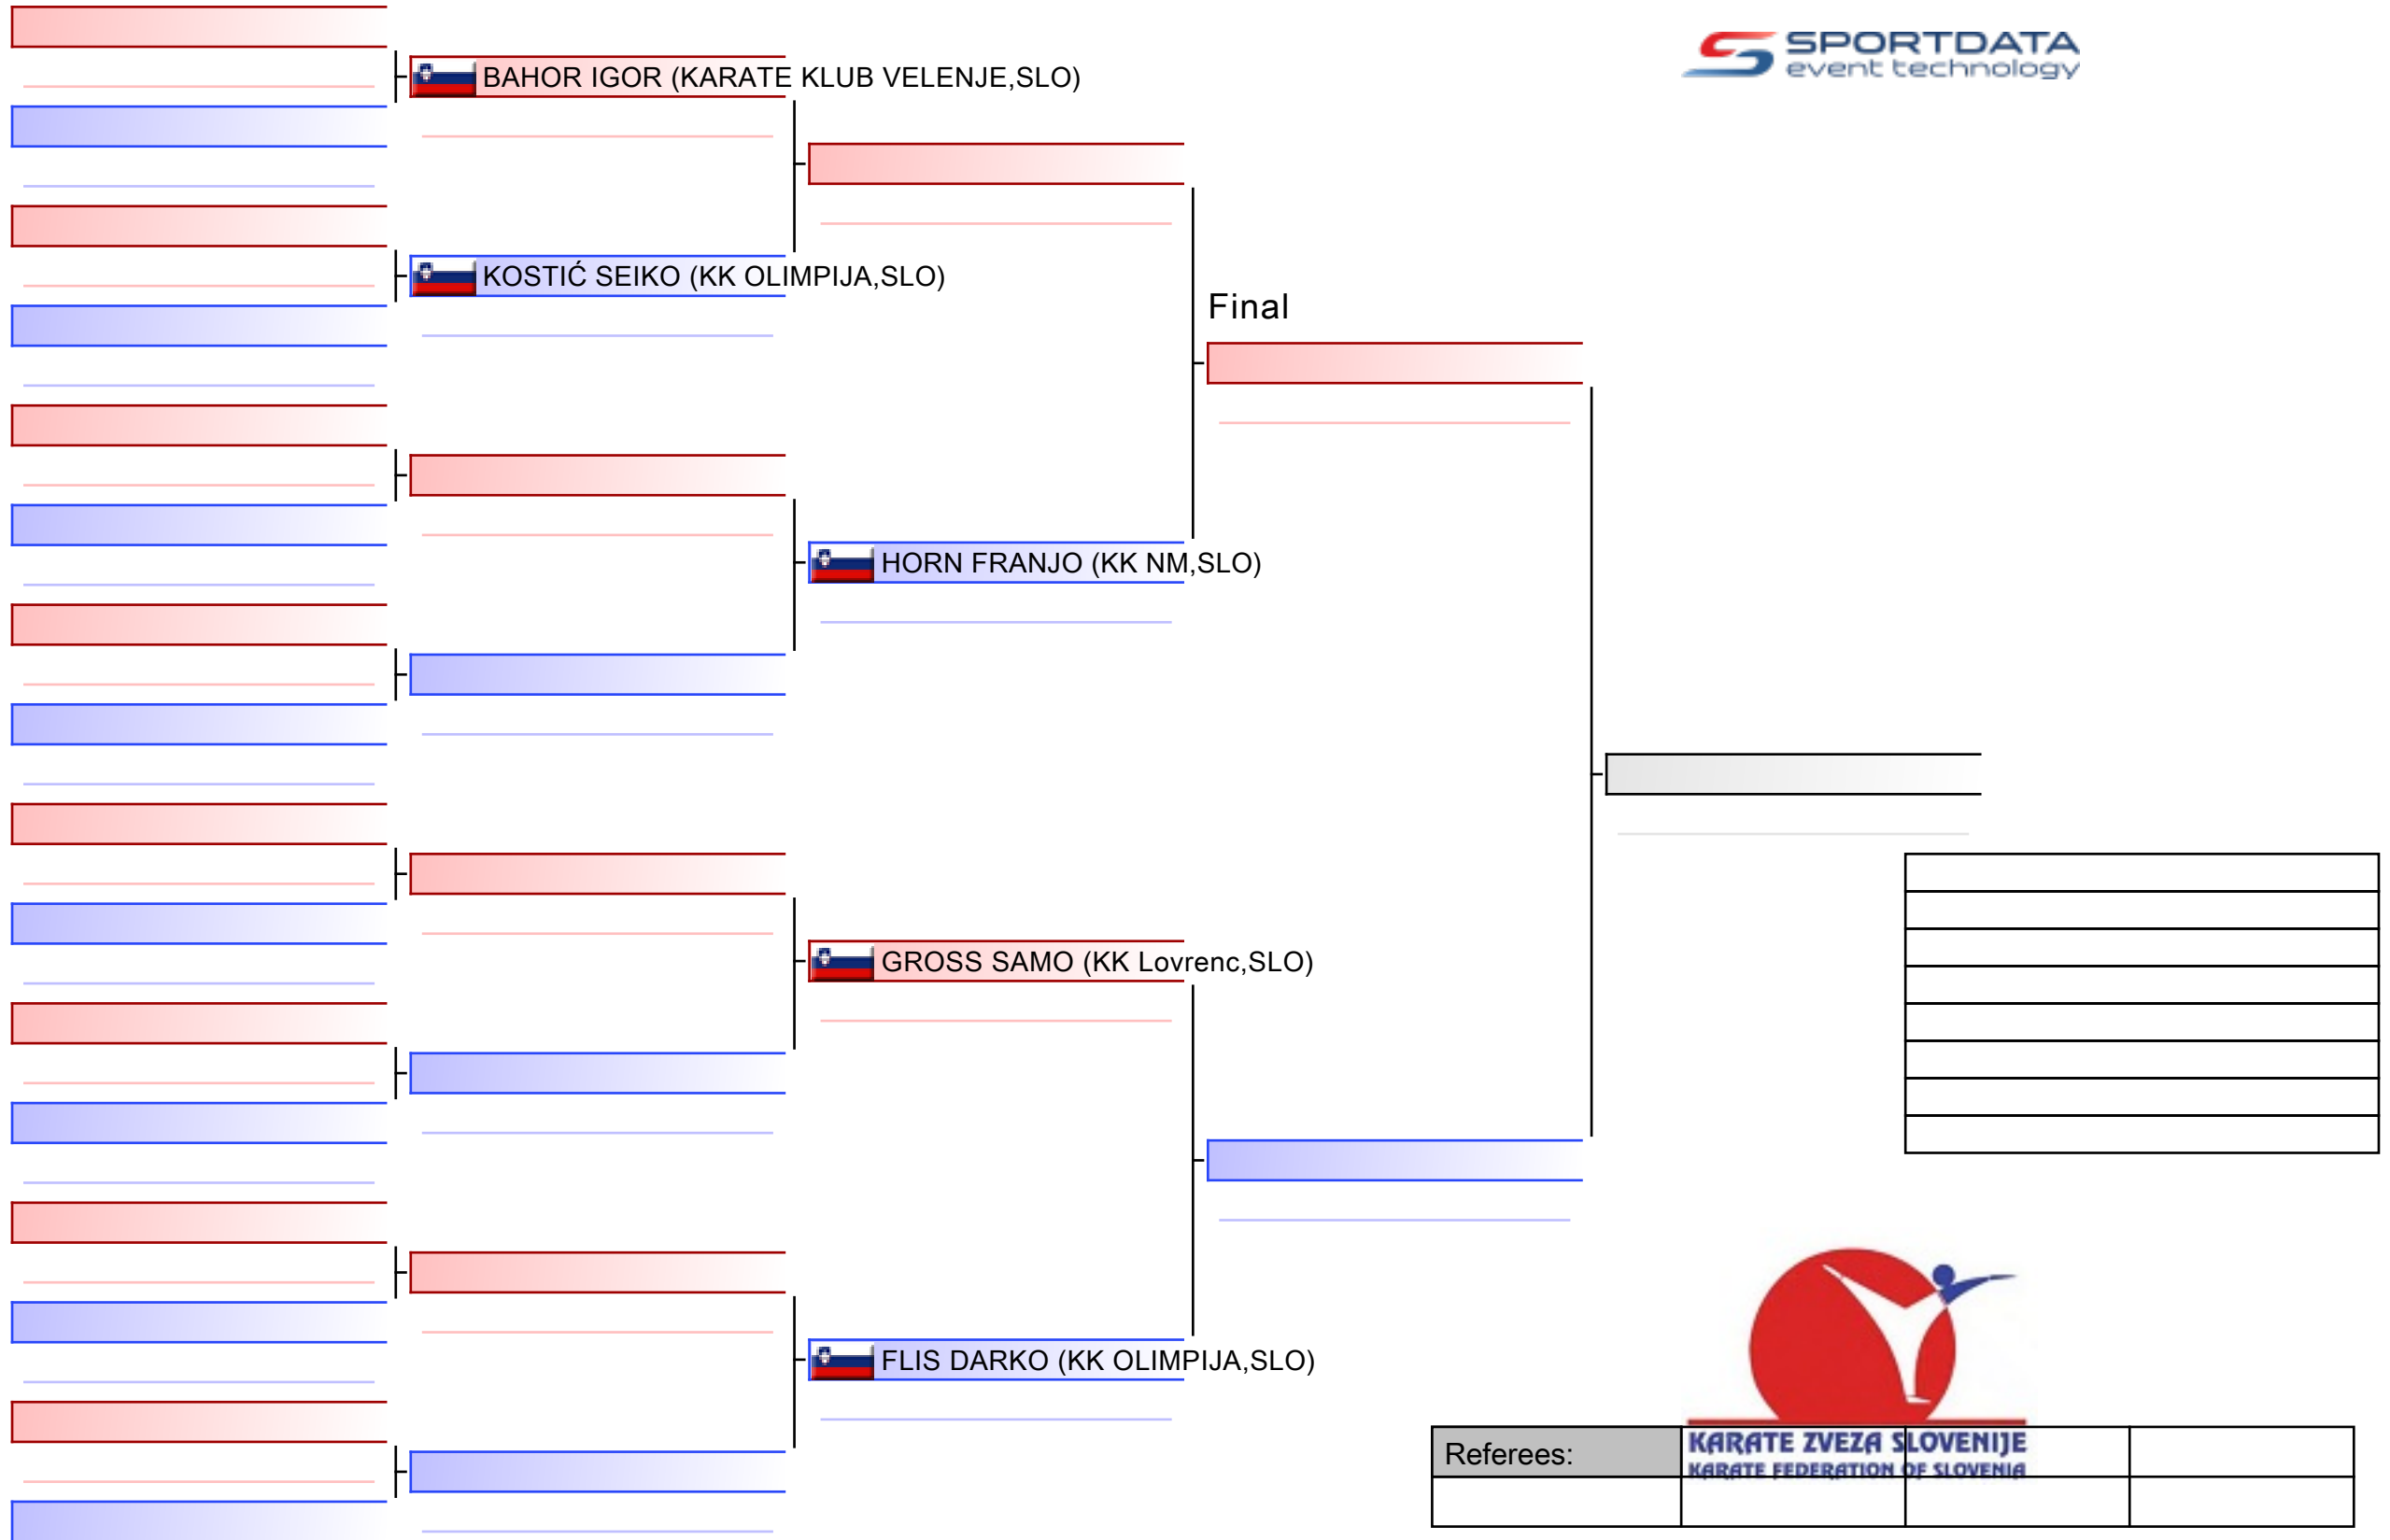 SPORTDATA
event technology
BAHOR IGOR (KARATE KLUB VELENJE,SLO)
KOSTIĆ SEIKO (KK OLIMPIJA,SLO)
Final
HORN FRANJO (KK NM,SLO)
GROSS SAMO (KK Lovrenc,SLO)
FLIS DARKO (KK OLIMPIJA,SLO)
Referees:
KARATE ZVEZA SLOVENIJE
KARATE FEDERATION OF SLOVENIA